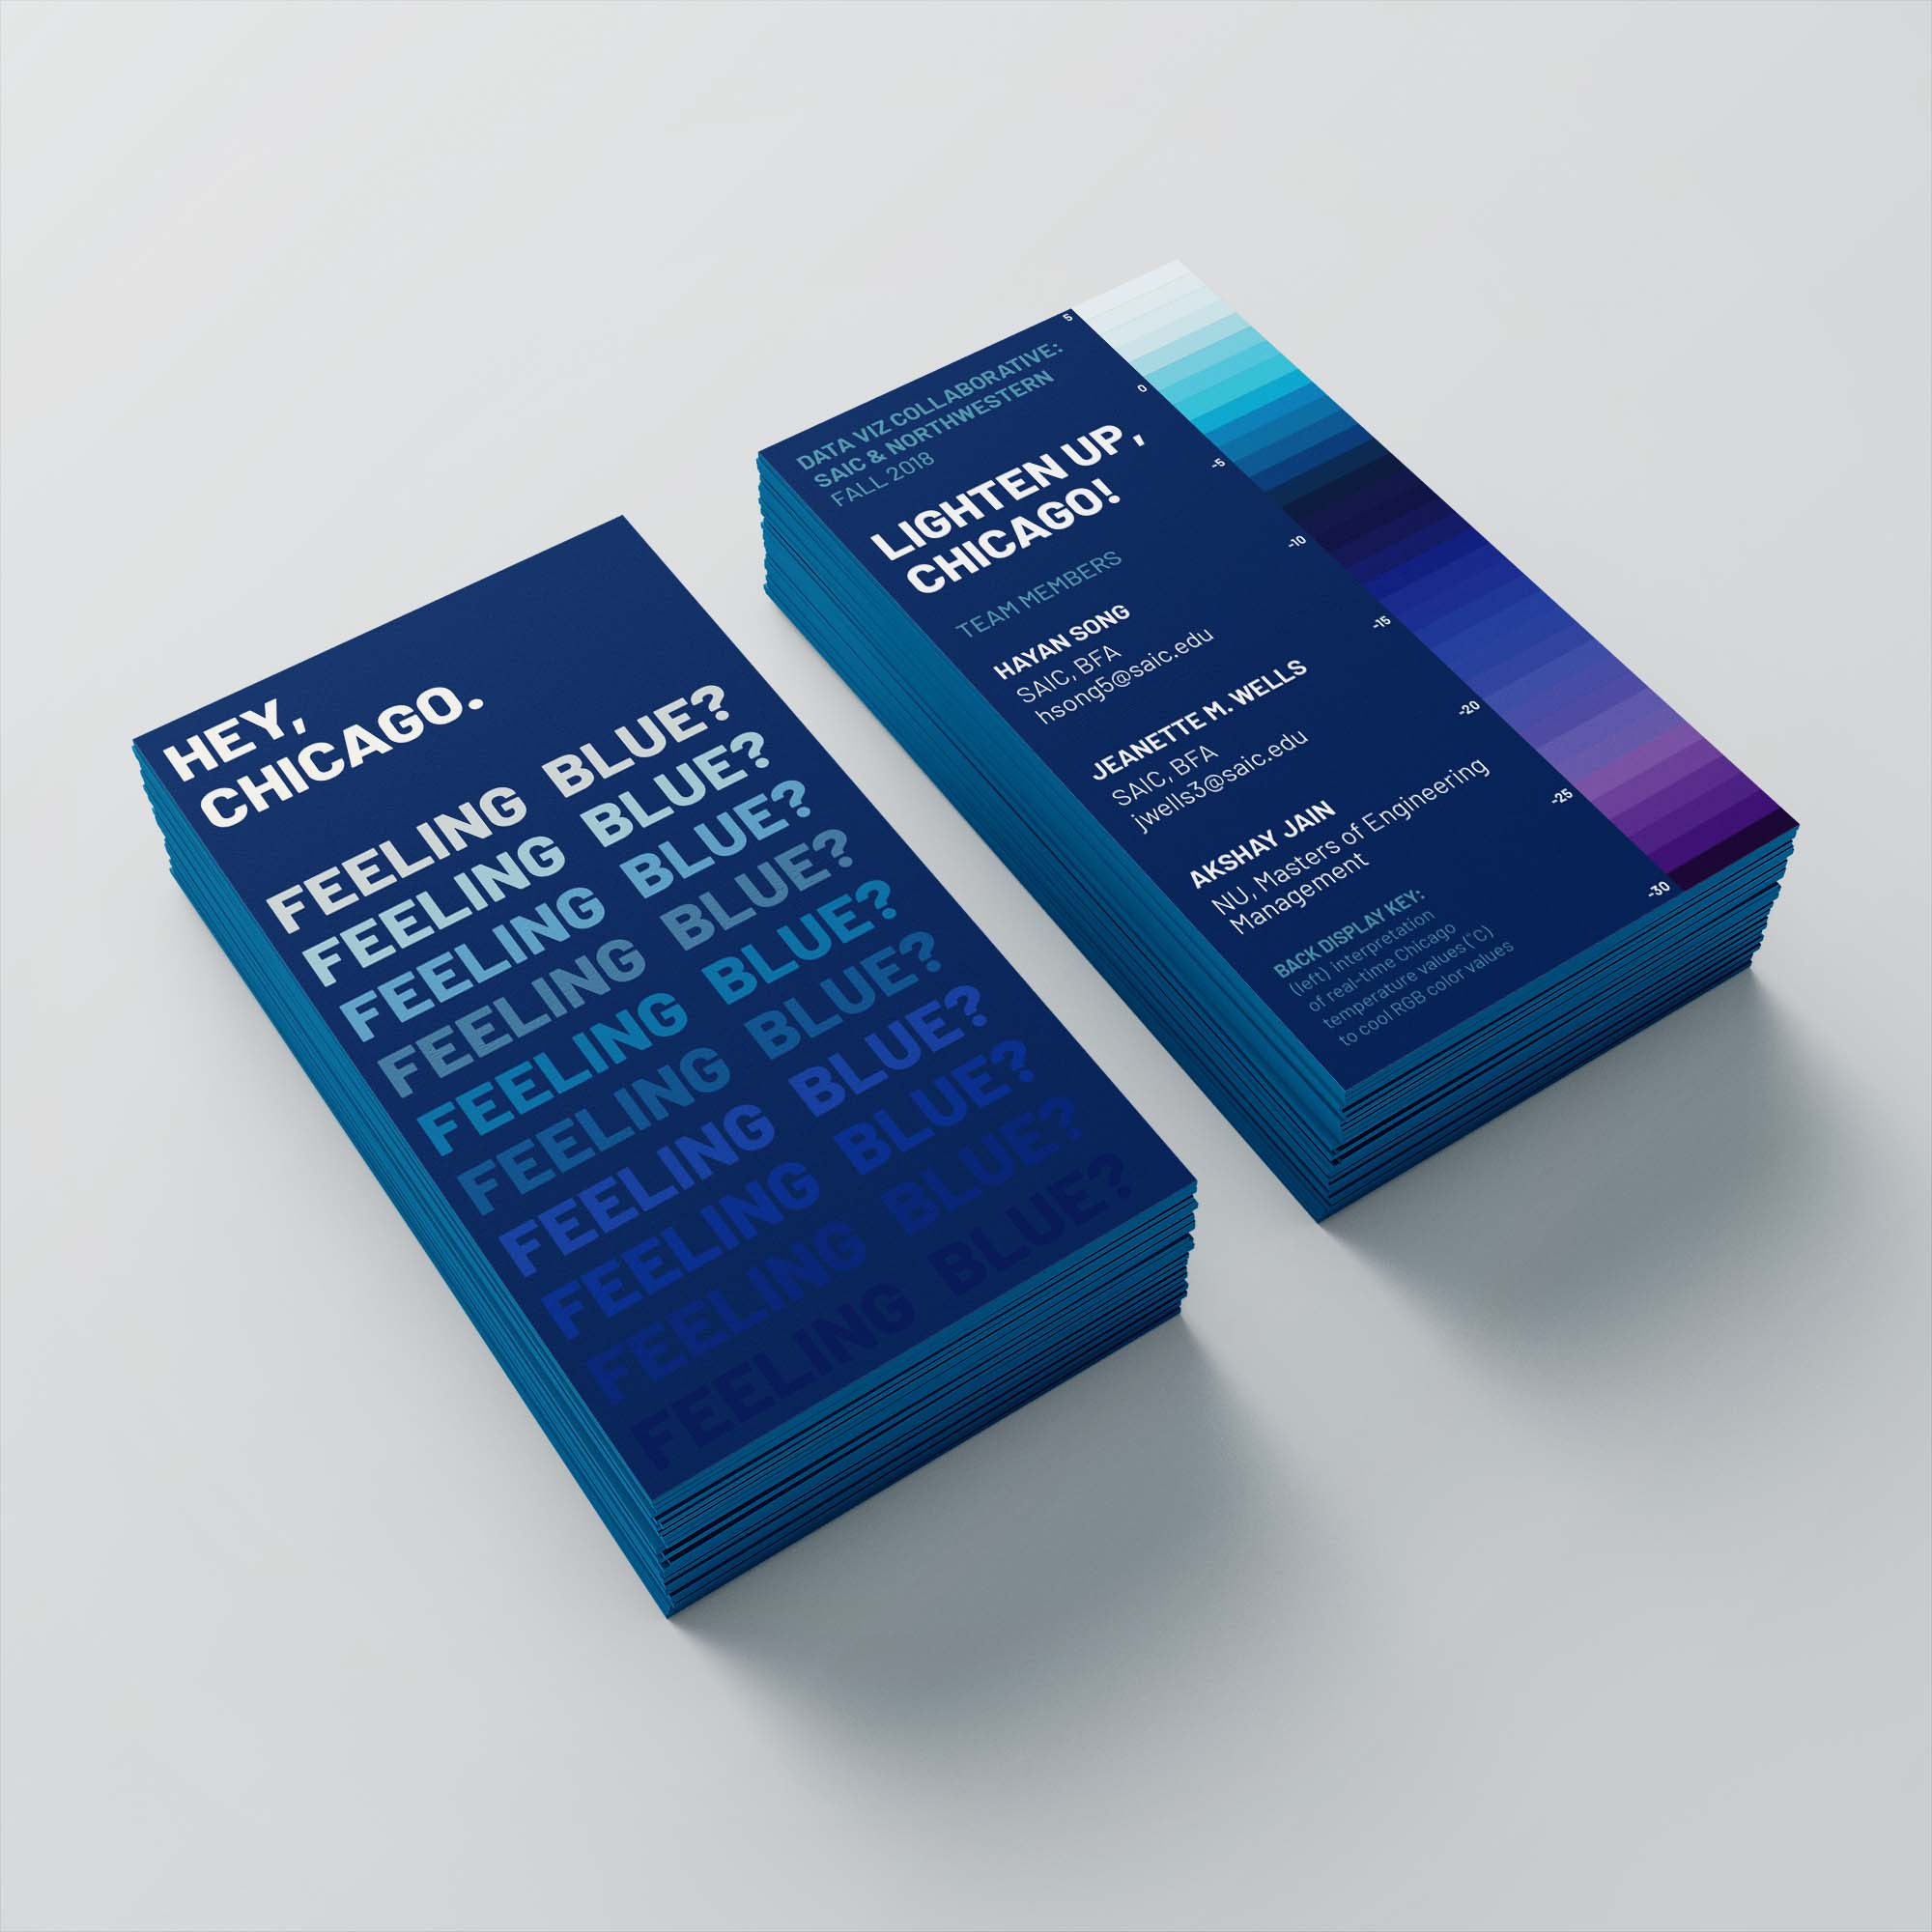 HEY,
CHICAGO.
FEELING BLUE?
FEELING BLUE?
FEELING BLUE?
FEELING BLUE?
FEELING BLUE?
FEELING BLUE?
FEELING BLUE?
FEELING BLUE?
FEELING BLUE?
FEELING BLUE?
DATA VIZ COLLABORATIVE:
SAIC & NORTHWESTERN
FALL 2018
LIGHTEN UP,
CHICAGO!
TEAM MEMBERS
HAYAN SONG
SAIC, BFA
hsong5@saic.edu
JEANETTE M. WELLS
SAIC, BFA
jwells3@saic.edu
AKSHAY JAIN
NU, Masters of Engineering
Management
BACK DISPLAY KEY:
(left) interpretation
of real-time Chicago
temperature values (°C)
to cool RGB color values
5
0
-5
-10
-15
-20
-25
-30